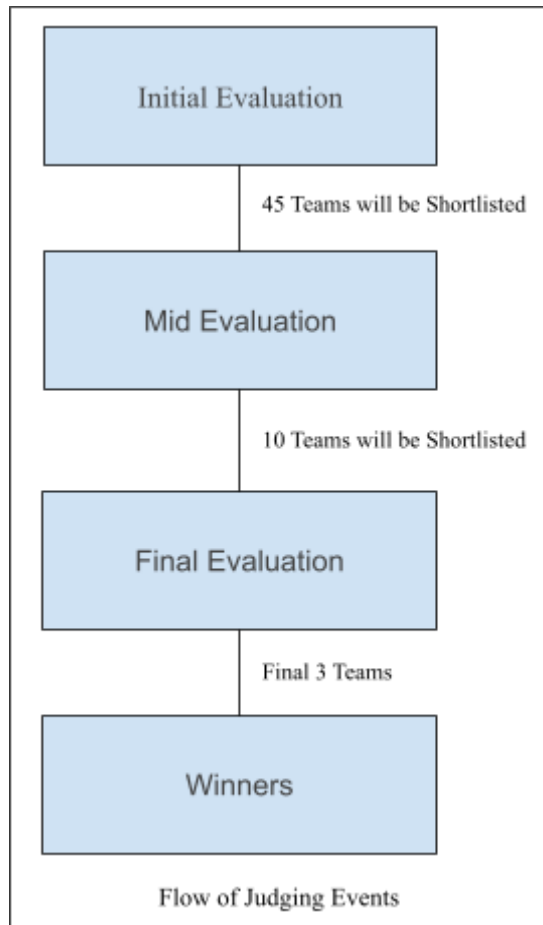 Initial Evaluation
45 Teams will be Shortlisted
Mid Evaluation
10 Teams will be Shortlisted
Final Evaluation
Final 3 Teams
Winners
Flow of Judging Events